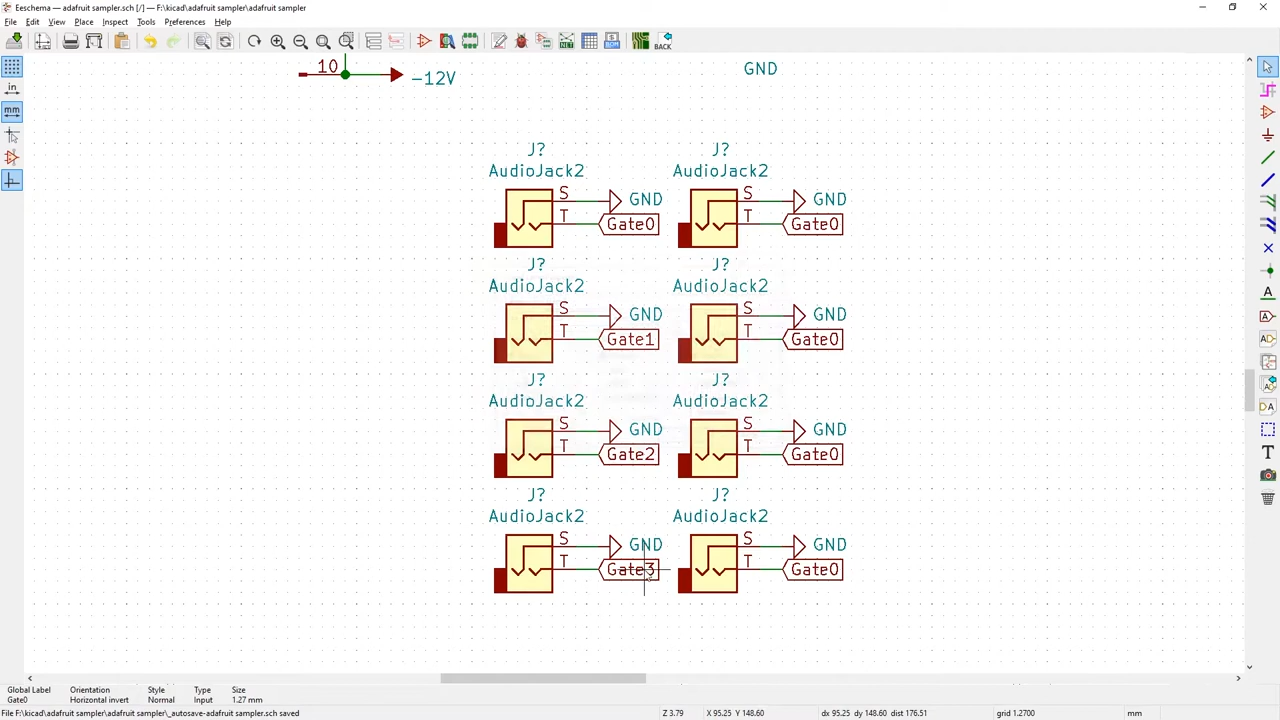 Eeschema — adafruit sampler.sch [/] — F:\kicad\adafruit sampler\adafruit sampler
File Edit View Place Inspect Tools Preferences Help
BOM BACK
in
mm
10
-12V
GND
J? J?
AudioJack2 AudioJack2
S GND S GND
T Gate0 T Gate0
J? J?
AudioJack2 AudioJack2
S GND S GND
T Gate1 T Gate0
J? J?
AudioJack2 AudioJack2
S GND S GND
T Gate2 T Gate0
J? J?
AudioJack2 AudioJack2
S GND S GND
T Gate3 T Gate0
Global Label Orientation Style Type Size
Gate0 Horizontal invert Normal Input 1.27 mm
File F:\kicad\adafruit sampler\adafruit sampler\_autosave-adafruit sampler.sch saved Z 3.79 X 95.25 Y 148.60 dx 95.25 dy 148.60 dist 176.51 grid 1.2700 mm